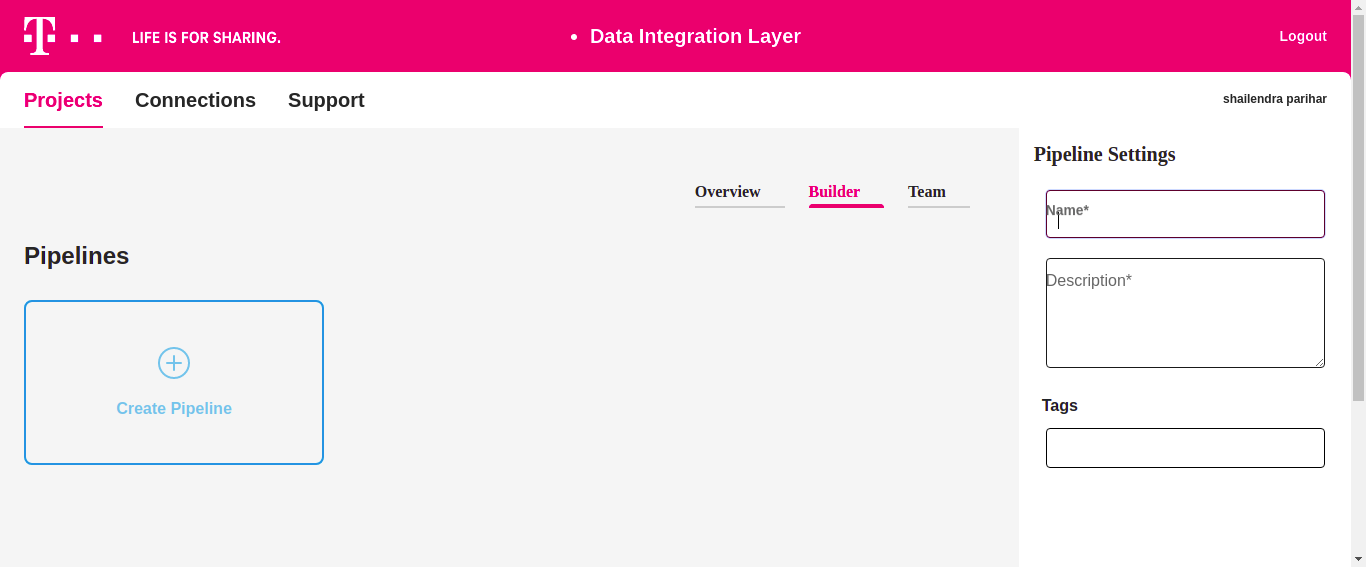 T
LIFE IS FOR SHARING.
• Data Integration Layer
Logout
Projects
Connections
Support
shailendra parihar
Overview
Builder
Team
Pipelines
Create Pipeline
Pipeline Settings
Name*
Description*
Tags